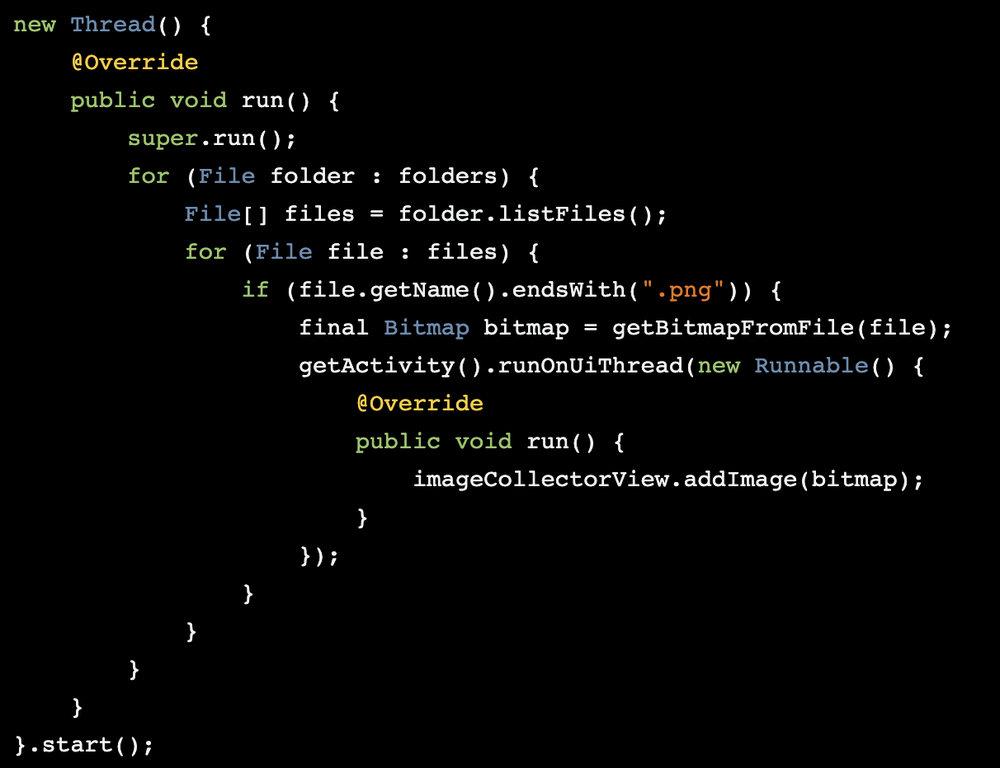 new Thread() {
    @Override
    public void run() {
        super.run();
        for (File folder : folders) {
            File[] files = folder.listFiles();
            for (File file : files) {
                if (file.getName().endsWith(".png")) {
                    final Bitmap bitmap = getBitmapFromFile(file);
                    getActivity().runOnUiThread(new Runnable() {
                        @Override
                        public void run() {
                            imageCollectorView.addImage(bitmap);
                        }
                    });
                }
            }
        }
    }
}.start();